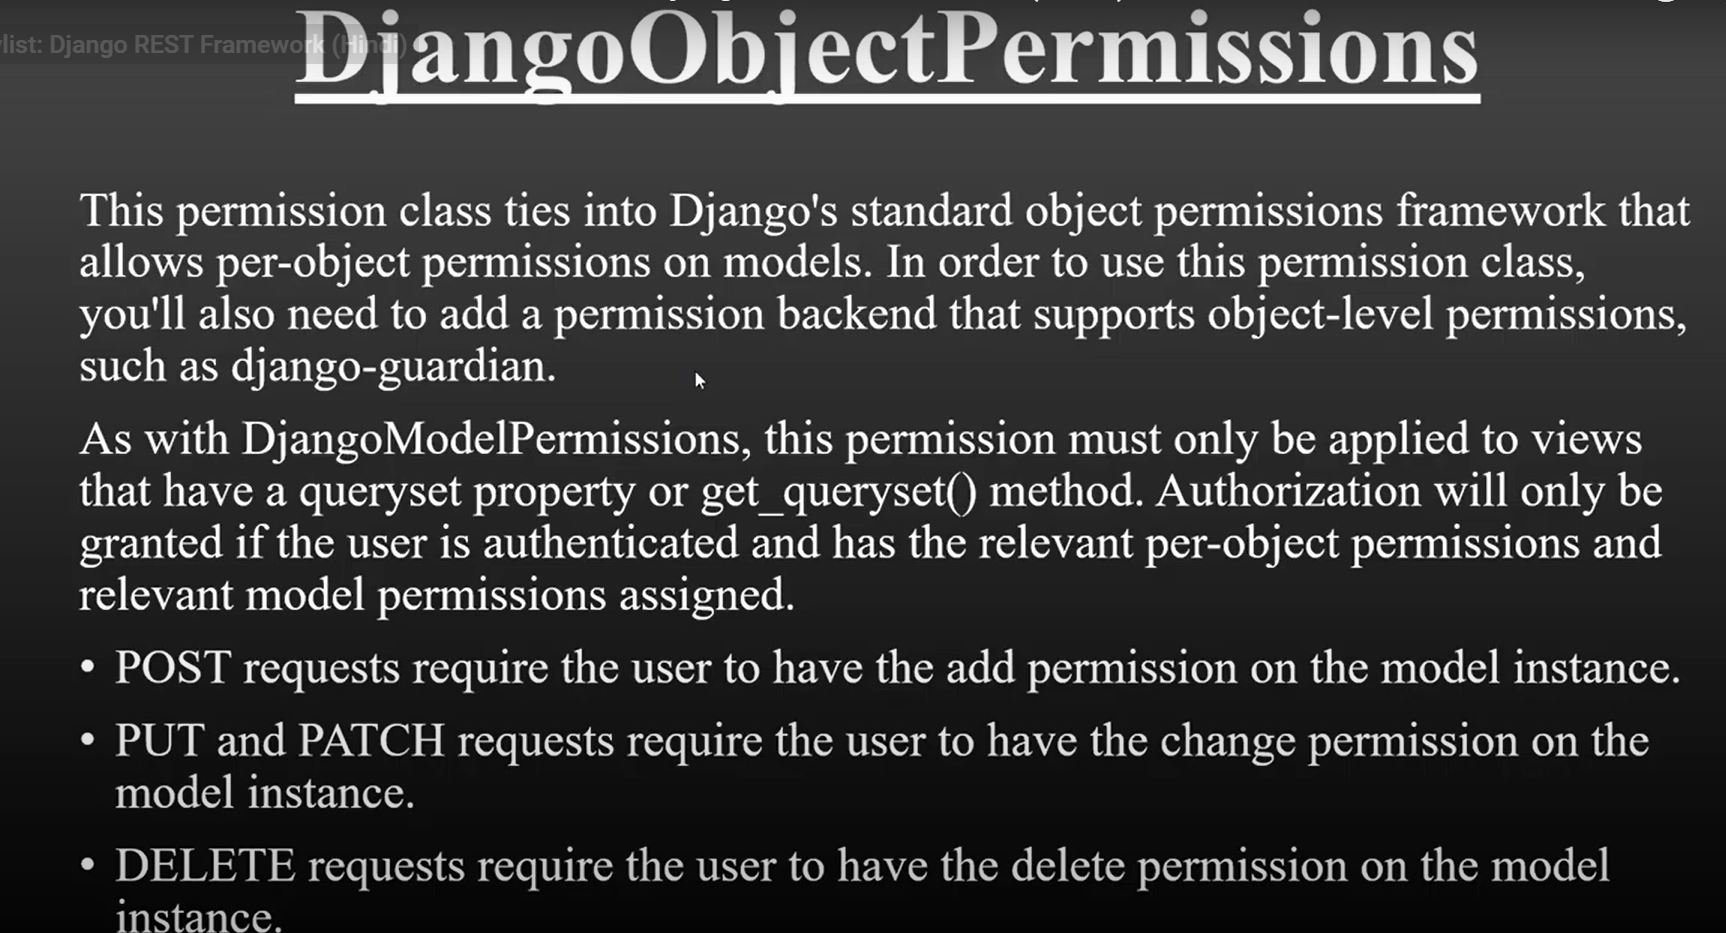 DjangoObjectPermissions
list: Django REST Framework (Hindi)
This permission class ties into Django's standard object permissions framework that
allows per-object permissions on models. In order to use this permission class,
you'll also need to add a permission backend that supports object-level permissions,
such as django-guardian.
As with DjangoModelPermissions, this permission must only be applied to views
that have a queryset property or get_queryset() method. Authorization will only be
granted if the user is authenticated and has the relevant per-object permissions and
relevant model permissions assigned.
• POST requests require the user to have the add permission on the model instance.
• PUT and PATCH requests require the user to have the change permission on the
model instance.
• DELETE requests require the user to have the delete permission on the model
instance.